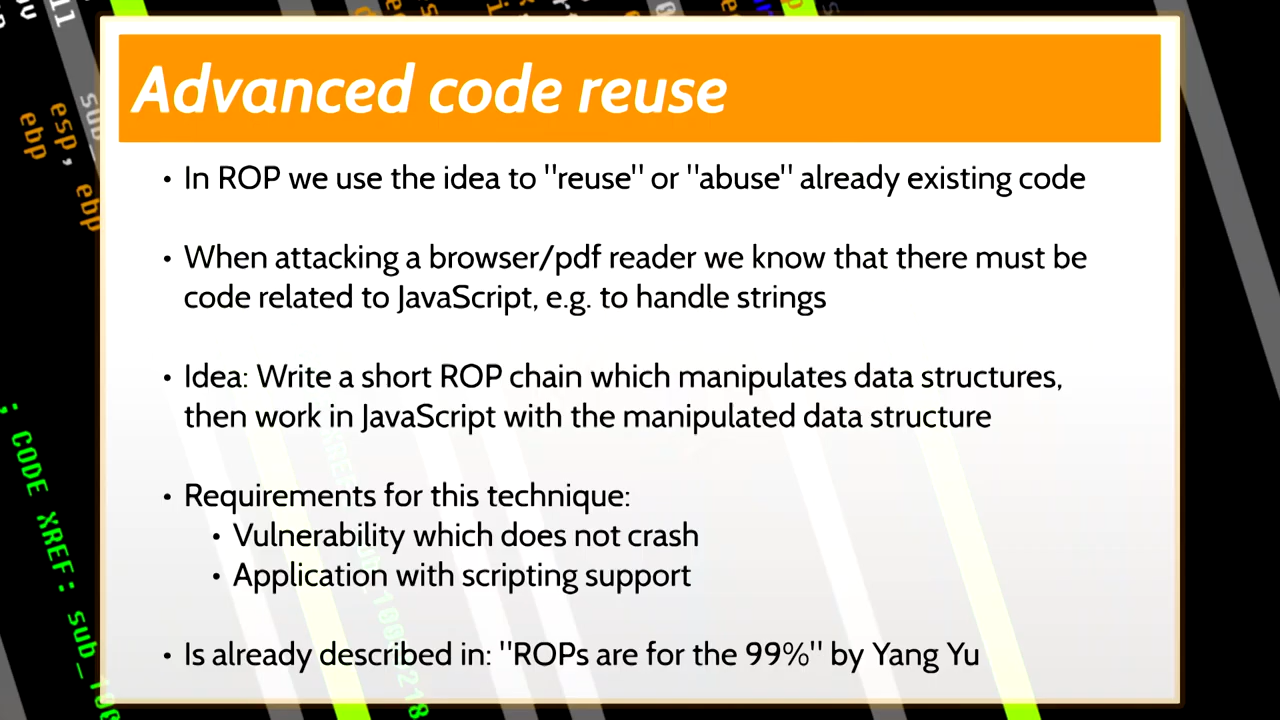 Advanced code reuse
• In ROP we use the idea to "reuse" or "abuse" already existing code
• When attacking a browser/pdf reader we know that there must be
code related to JavaScript, e.g. to handle strings
• Idea: Write a short ROP chain which manipulates data structures,
then work in JavaScript with the manipulated data structure
• Requirements for this technique:
• Vulnerability which does not crash
• Application with scripting support
• Is already described in: "ROPs are for the 99%" by Yang Yu
esp, ebp
ebp
; CODE XREF: sub_100